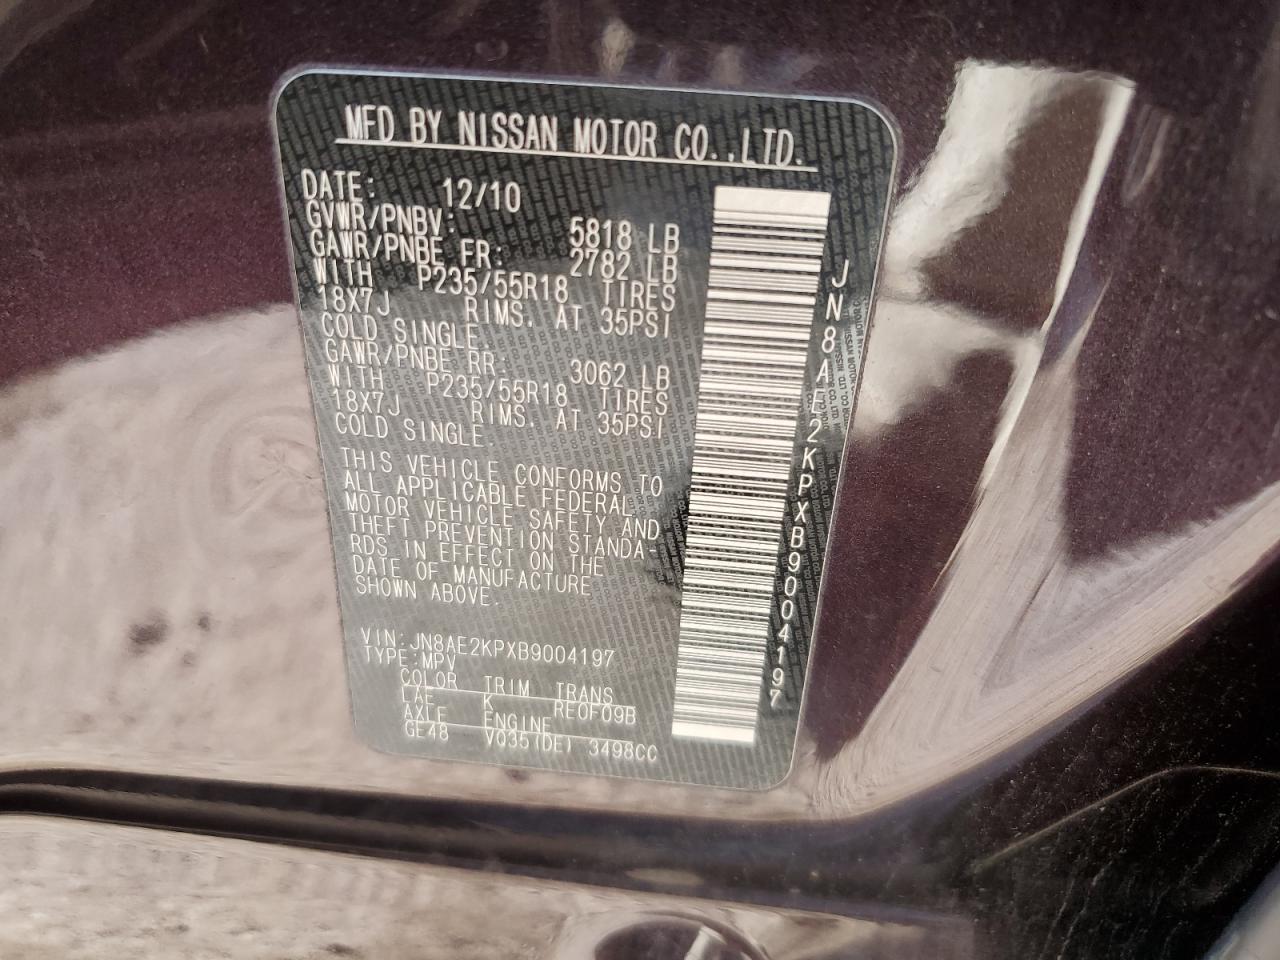 MFD BY NISSAN MOTOR CO.,LTD.
DATE: 12/10
GVWR/PNBV: 5818 LB
GAWR/PNBE FR: 2782 LB
WITH P235/55R18 TIRES
18X7J RIMS. AT 35PSI
COLD SINGLE.
GAWR/PNBE RR: 3062 LB
WITH P235/55R18 TIRES
18X7J RIMS. AT 35PSI
COLD SINGLE.
THIS VEHICLE CONFORMS TO
ALL APPLICABLE FEDERAL
MOTOR VEHICLE SAFETY AND
THEFT PREVENTION STANDA-
RDS IN EFFECT ON THE
DATE OF MANUFACTURE
SHOWN ABOVE.
VIN:JN8AE2KPXB9004197
TYPE:MPV
COLOR TRIM TRANS
LAE K RE0F09B
AXLE ENGINE
GE48 VQ35(DE) 3498CC
JN8AE2KPXB9004197